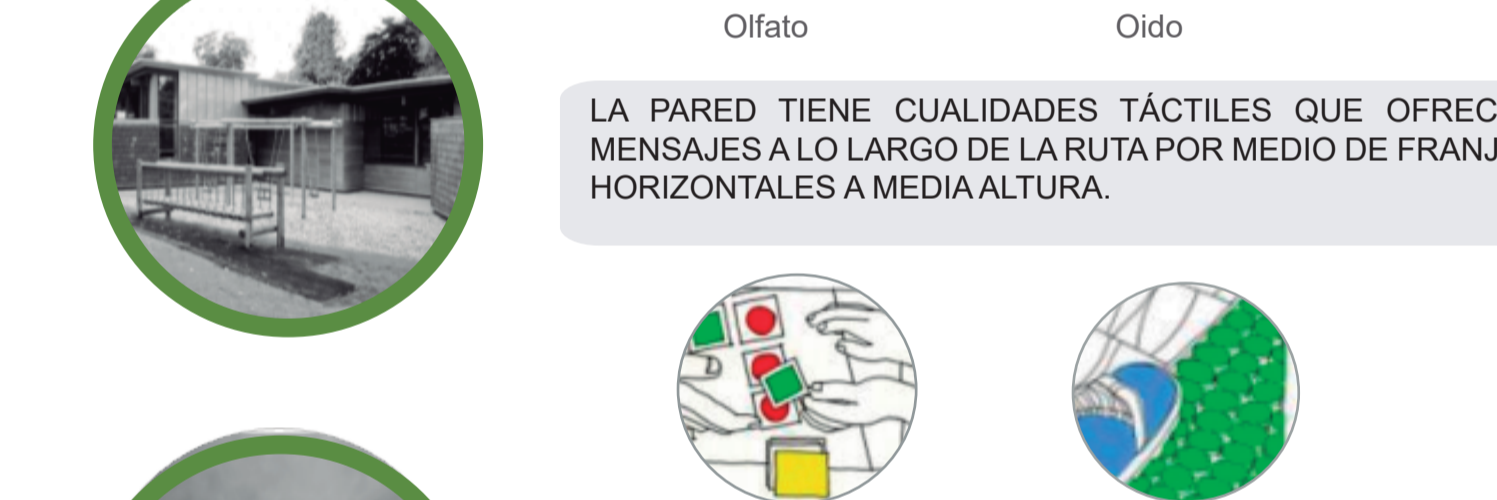 Olfato Oido
LA PARED TIENE CUALIDADES TÁCTILES QUE OFREC
MENSAJES A LO LARGO DE LA RUTA POR MEDIO DE FRANJ
HORIZONTALES A MEDIA ALTURA.